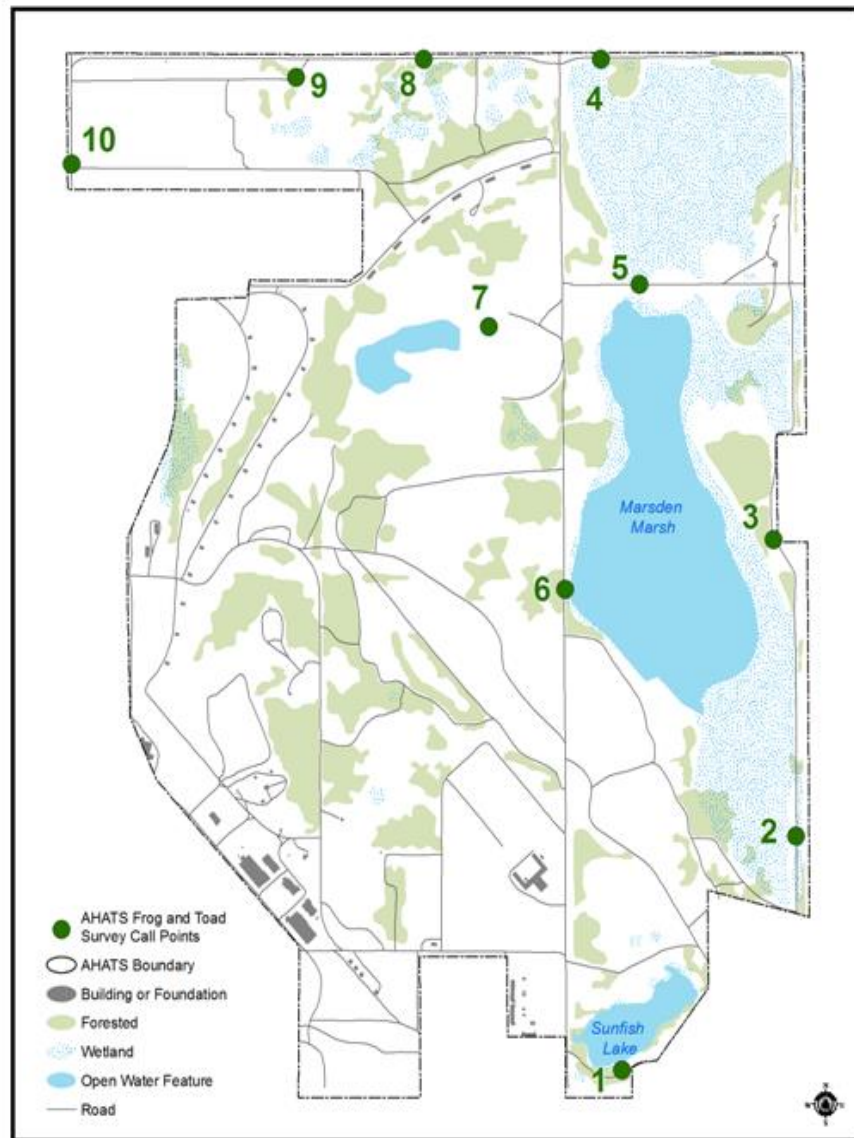 9
8
4
10
5
7
Marsden
Marsh
3
6
2
AHATS Frog and Toad
Survey Call Points
AHATS Boundary
Building or Foundation
Forested
Wetland
Open Water Feature
Road
Sunfish
Lake
1